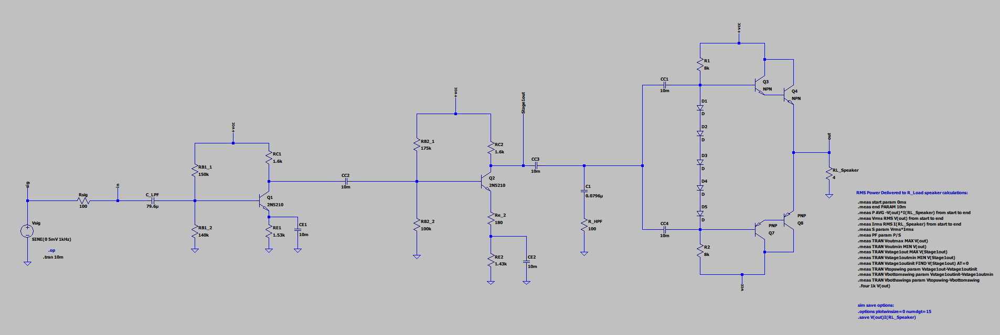 sig
Vsig
SINE(0 5mV 1kHz)
.op
.tran 10m
Rsig
100
in
C_LPF
79.6µ
+vcc
RB1_1
150k
RC1
1.6k
Q1
2N5210
RB1_2
140k
RE1
1.53k
CE1
10m
CC2
10m
+vcc
RB2_1
175k
RC2
1.6k
Q2
2N5210
RB2_2
100k
Re_2
180
RE2
1.43k
CE2
10m
Stage1out
CC3
10m
C1
0.0796µ
R_HPF
100
CC1
10m
CC4
10m
+vcc
R1
8k
D1
D
D2
D
D3
D
D4
D
D5
D
R2
8k
vcc
Q3
NPN
Q4
NPN
PNP
Q7
PNP
Q8
out
RL_Speaker
4
RMS Power Delivered to R_Load speaker calculations:
.meas start param 0ms
.meas end PARAM 10m
.meas P AVG -V(out)*I(RL_Speaker) from start to end
.meas Vrms RMS V(out) from start to end
.meas Irms RMS I(RL_Speaker) from start to end
.meas S param Vrms*Irms
.meas PF param P/S
.meas TRAN Voutmax MAX V(out)
.meas TRAN Voutmin MIN V(out)
.meas TRAN Vstage1out MAX V(Stage1out)
.meas TRAN Vstage1outmin MIN V(Stage1out)
.meas TRAN Vstage1outinit FIND V(Stage1out) AT=0
.meas TRAN Vtopswing param Vstage1out-Vstage1outinit
.meas TRAN Vbottomswing param Vstage1outinit-Vstage1outmin
.meas TRAN Vbothswings param Vtopswing-Vbottomswing
.four 1k V(out)
sim save options:
.options plotwinsize=0 numdgt=15
.save V(out)I(RL_Speaker)